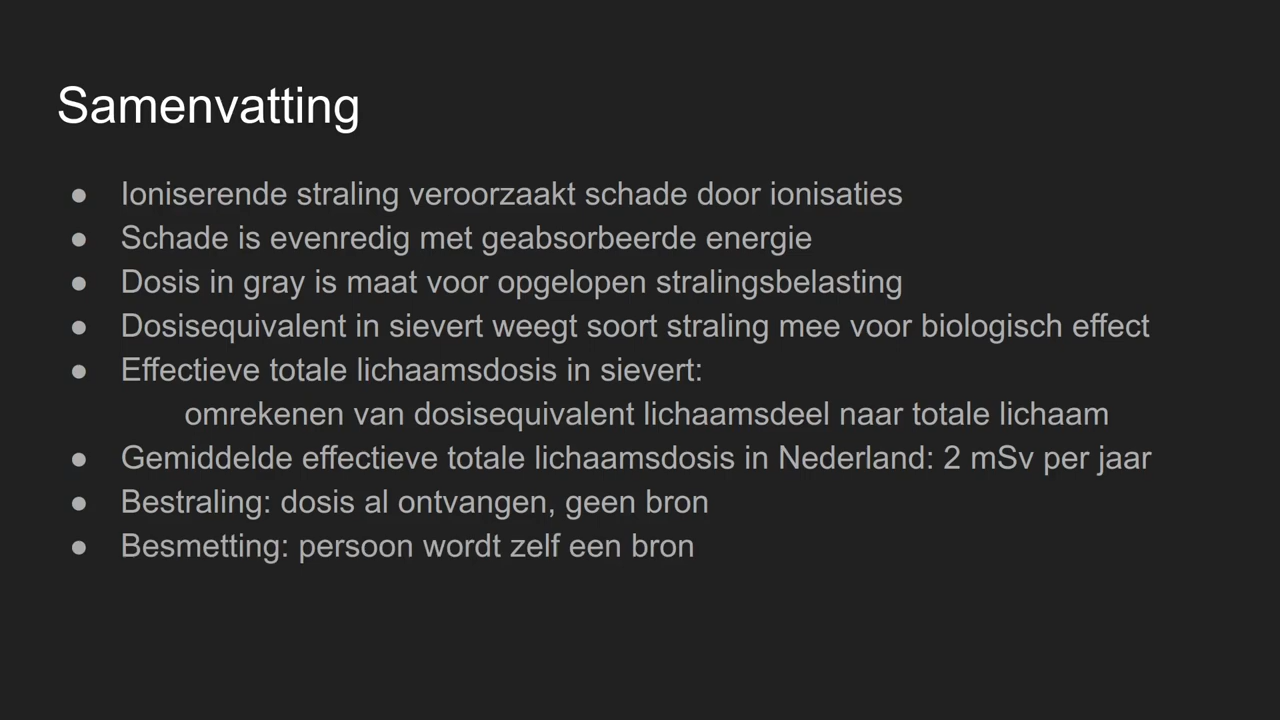 Samenvatting
● Ioniserende straling veroorzaakt schade door ionisaties
● Schade is evenredig met geabsorbeerde energie
● Dosis in gray is maat voor opgelopen stralingsbelasting
● Dosisequivalent in sievert weegt soort straling mee voor biologisch effect
● Effectieve totale lichaamsdosis in sievert:
omrekenen van dosisequivalent lichaamsdeel naar totale lichaam
● Gemiddelde effectieve totale lichaamsdosis in Nederland: 2 mSv per jaar
● Bestraling: dosis al ontvangen, geen bron
● Besmetting: persoon wordt zelf een bron